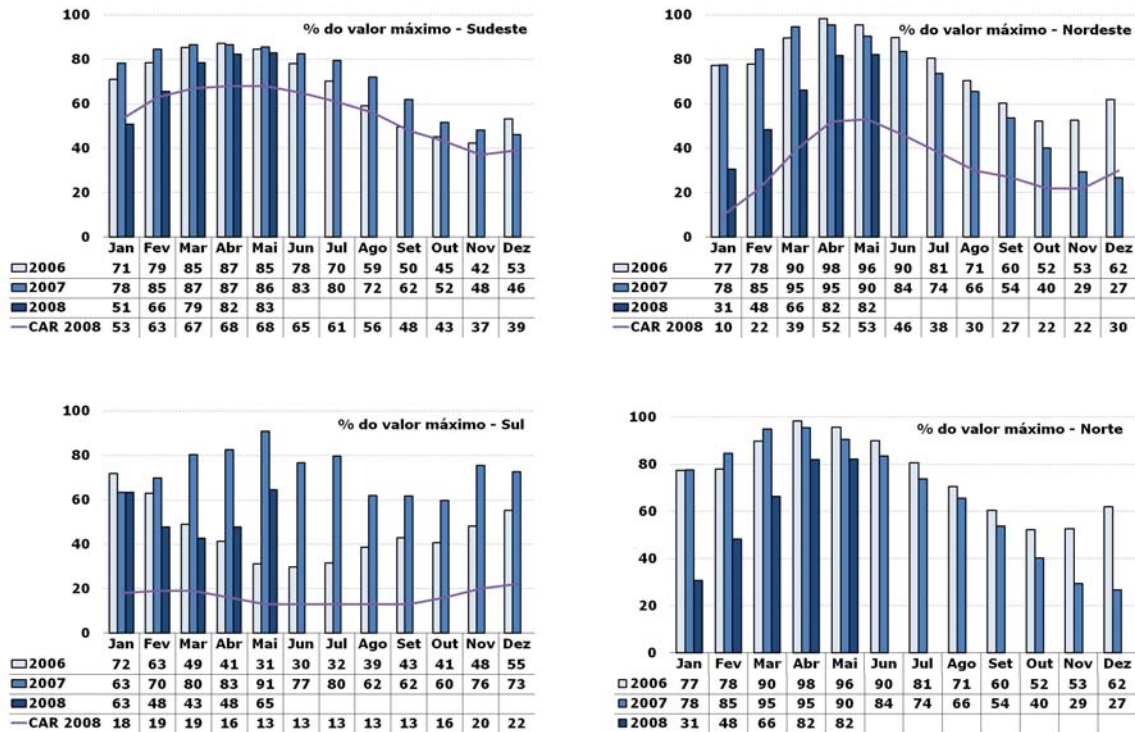 % do valor máximo - Sudeste
100
80
60
40
20
0
Jan Fev Mar Abr Mai Jun Jul Ago Set Out Nov Dez
2006 71 79 85 87 85 78 70 59 50 45 42 53
2007 78 85 87 87 86 83 80 72 62 52 48 46
2008 51 66 79 82 83
CAR 2008 53 63 67 68 68 65 61 56 48 43 37 39
% do valor máximo - Nordeste
100
80
60
40
20
0
Jan Fev Mar Abr Mai Jun Jul Ago Set Out Nov Dez
2006 77 78 90 98 96 90 81 71 60 52 53 62
2007 78 85 95 95 90 84 74 66 54 40 29 27
2008 31 48 66 82 82
CAR 2008 10 22 39 52 53 46 38 30 27 22 22 30
% do valor máximo - Sul
100
80
60
40
20
0
Jan Fev Mar Abr Mai Jun Jul Ago Set Out Nov Dez
2006 72 63 49 41 31 30 32 39 43 41 48 55
2007 63 70 80 83 91 77 80 62 62 60 76 73
2008 63 48 43 48 65
CAR 2008 18 19 19 16 13 13 13 13 13 16 20 22
% do valor máximo - Norte
100
80
60
40
20
0
Jan Fev Mar Abr Mai Jun Jul Ago Set Out Nov Dez
2006 77 78 90 98 96 90 81 71 60 52 53 62
2007 78 85 95 95 90 84 74 66 54 40 29 27
2008 31 48 66 82 82